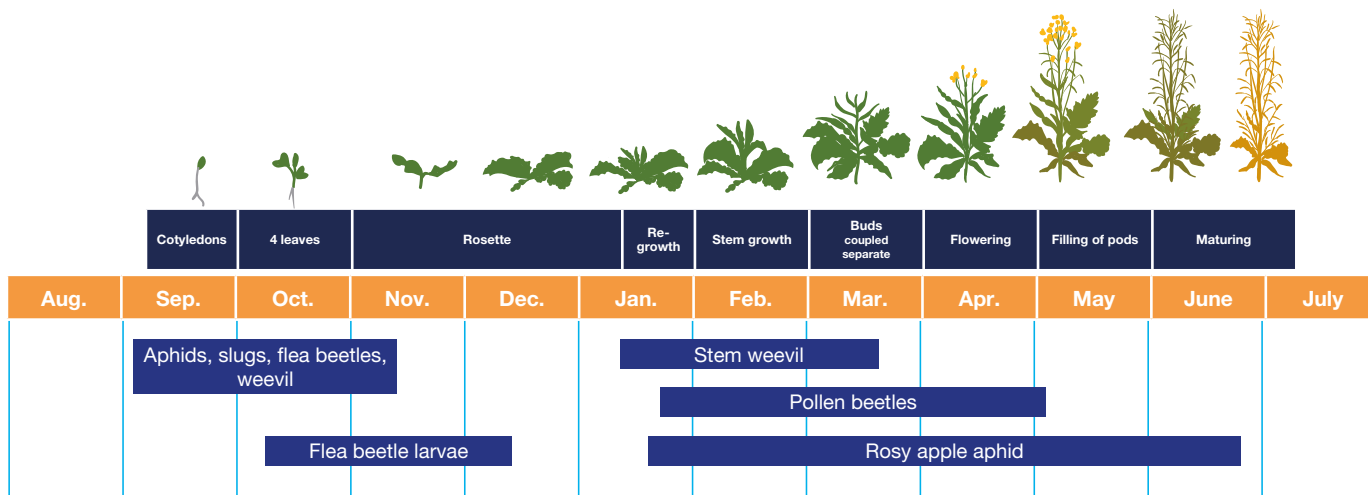 Cotyledons
4 leaves
Rosette
Re-
growth
Stem growth
Buds
coupled
separate
Flowering
Filling of pods
Maturing
Aug.
Sep.
Oct.
Nov.
Dec.
Jan.
Feb.
Mar.
Apr.
May
June
July
Aphids, slugs, flea beetles,
weevil
Stem weevil
Pollen beetles
Flea beetle larvae
Rosy apple aphid